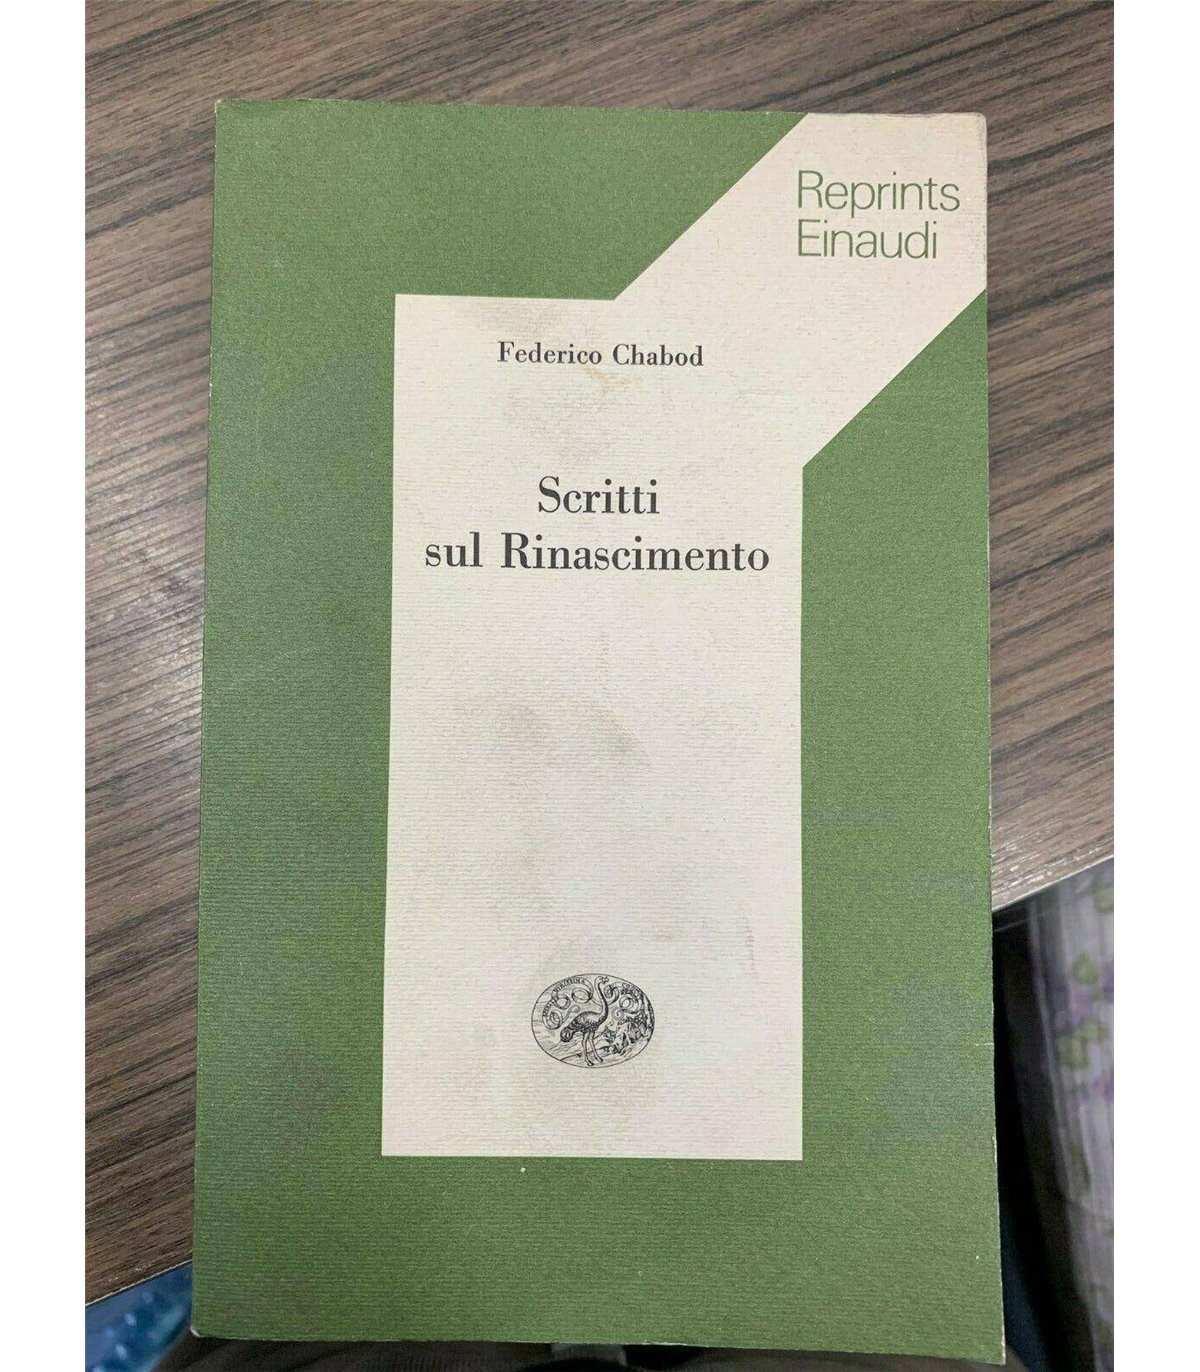 Reprints
Einaudi
Federico Chabod
Scritti
sul Rinascimento